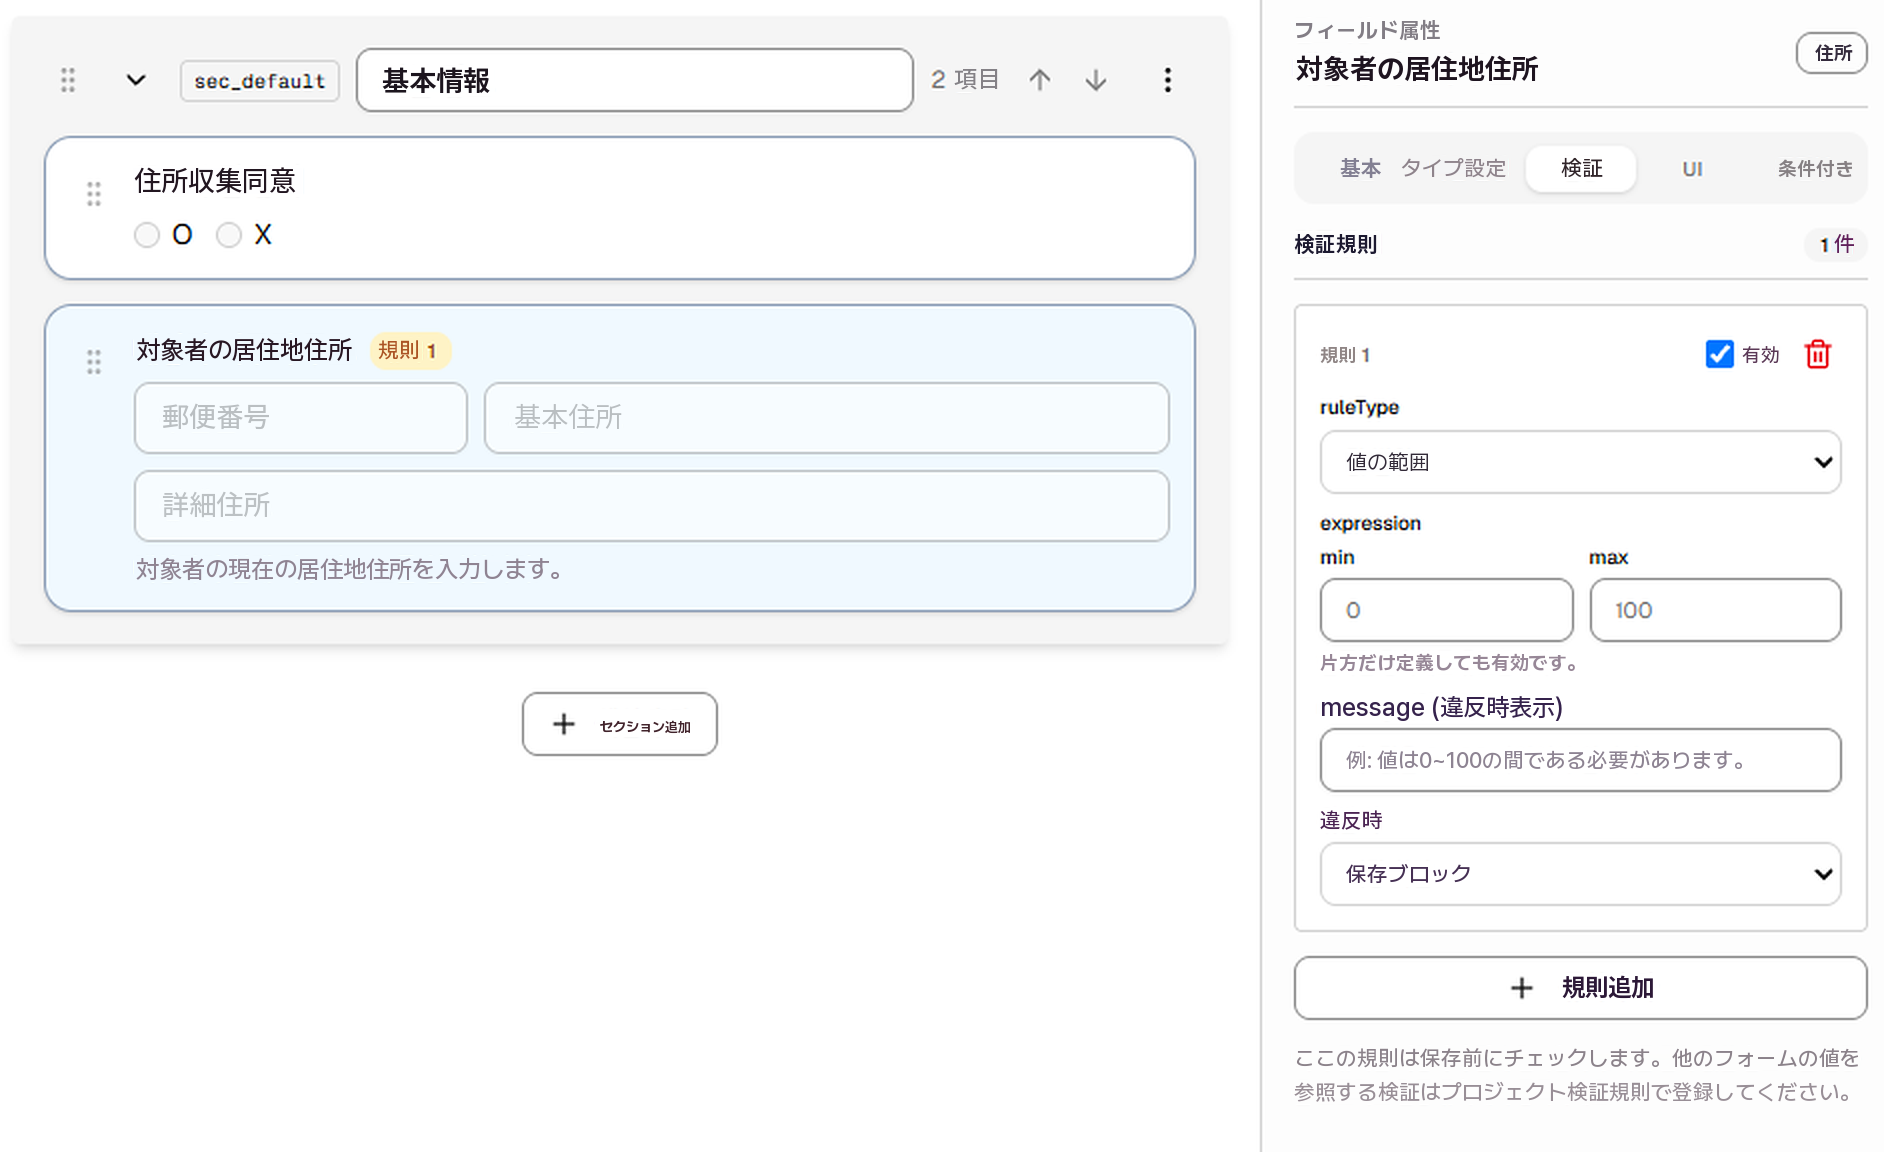 sec_default 基本情報 2 項目
住所収集同意
O X
対象者の居住地住所 規則 1
郵便番号 基本住所
詳細住所
対象者の現在の居住地住所を入力します。
セクション追加
フィールド属性
対象者の居住地住所 住所
基本 タイプ設定 検証 UI 条件付き
検証規則 1 件
規則 1 有効
ruleType
値の範囲
expression
min max
0 100
片方だけ定義しても有効です。
message (違反時表示)
例: 値は0~100の間である必要があります。
違反時
保存ブロック
規則追加
ここの規則は保存前にチェックします。他のフォームの値を
参照する検証はプロジェクト検証規則で登録してください。